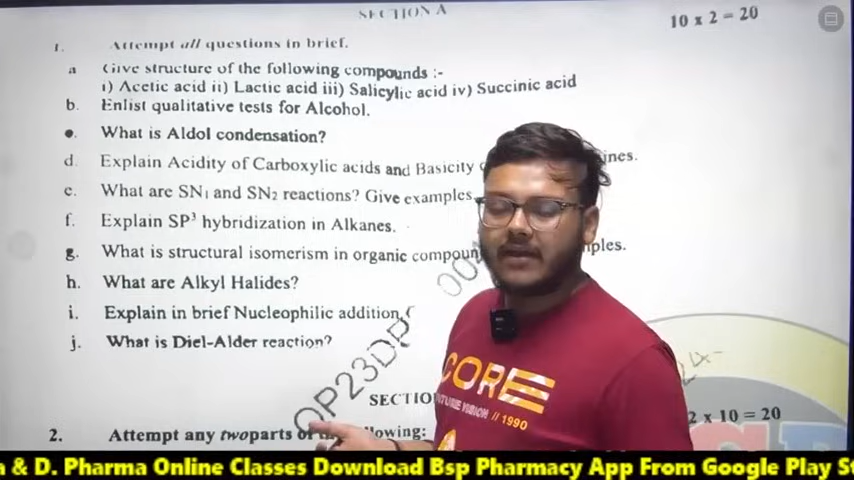 SECTION A
10 x 2 = 20
1. Attempt all questions in brief.
a Give structure of the following compounds :-
i) Acetic acid ii) Lactic acid iii) Salicylic acid iv) Succinic acid
b. Enlist qualitative tests for Alcohol.
What is Aldol condensation?
d. Explain Acidity of Carboxylic acids and Basicity
e. What are SN1 and SN2 reactions? Give examples.
f. Explain SP³ hybridization in Alkanes.
g. What is structural isomerism in organic
h. What are Alkyl Halides?
i. Explain in brief Nucleophilic addition.
j. What is Diel-Alder reaction?
QP23DP
SECTIO
2 x 10 = 20
2. Attempt any twoparts of
CORE
// 1990
& D. Pharma Online Classes Download Bsp Pharmacy App From Google Play